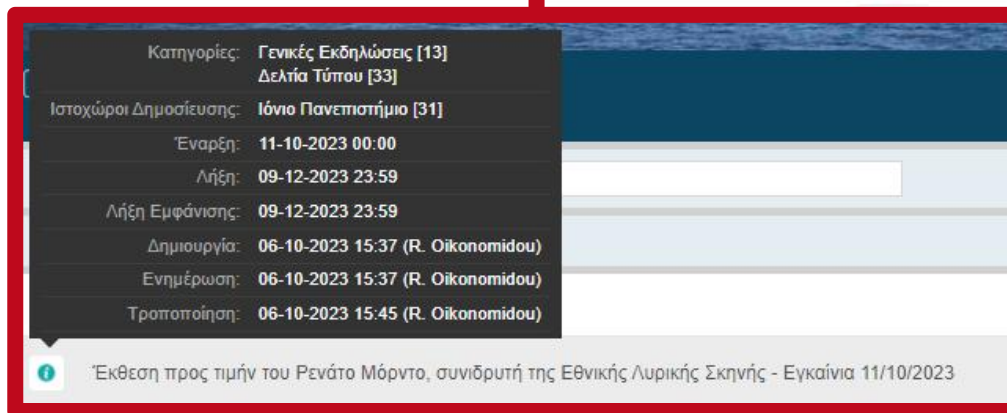 Κατηγορίες: Γενικές Εκδηλώσεις [13]
Δελτία Τύπου [33]
Ιστοχώροι Δημοσίευσης: Ιόνιο Πανεπιστήμιο [31]
Έναρξη: 11-10-2023 00:00
Λήξη: 09-12-2023 23:59
Λήξη Εμφάνισης: 09-12-2023 23:59
Δημιουργία: 06-10-2023 15:37 (R. Oikonomidou)
Ενημέρωση: 06-10-2023 15:37 (R. Oikonomidou)
Τροποποίηση: 06-10-2023 15:45 (R. Oikonomidou)
Έκθεση προς τιμήν του Ρενάτο Μόρντο, συνιδρυτή της Εθνικής Λυρικής Σκηνής - Εγκαίνια 11/10/2023